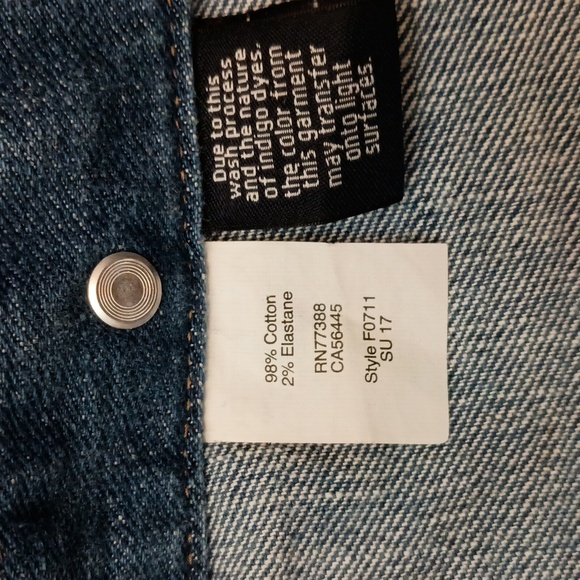 Due to this
wash process
and the nature
of indigo dyes,
the color from
this garment
may transfer
onto light
surfaces.
98% Cotton
2% Elastane
RN77388
CA56445
Style F0711
SU 17